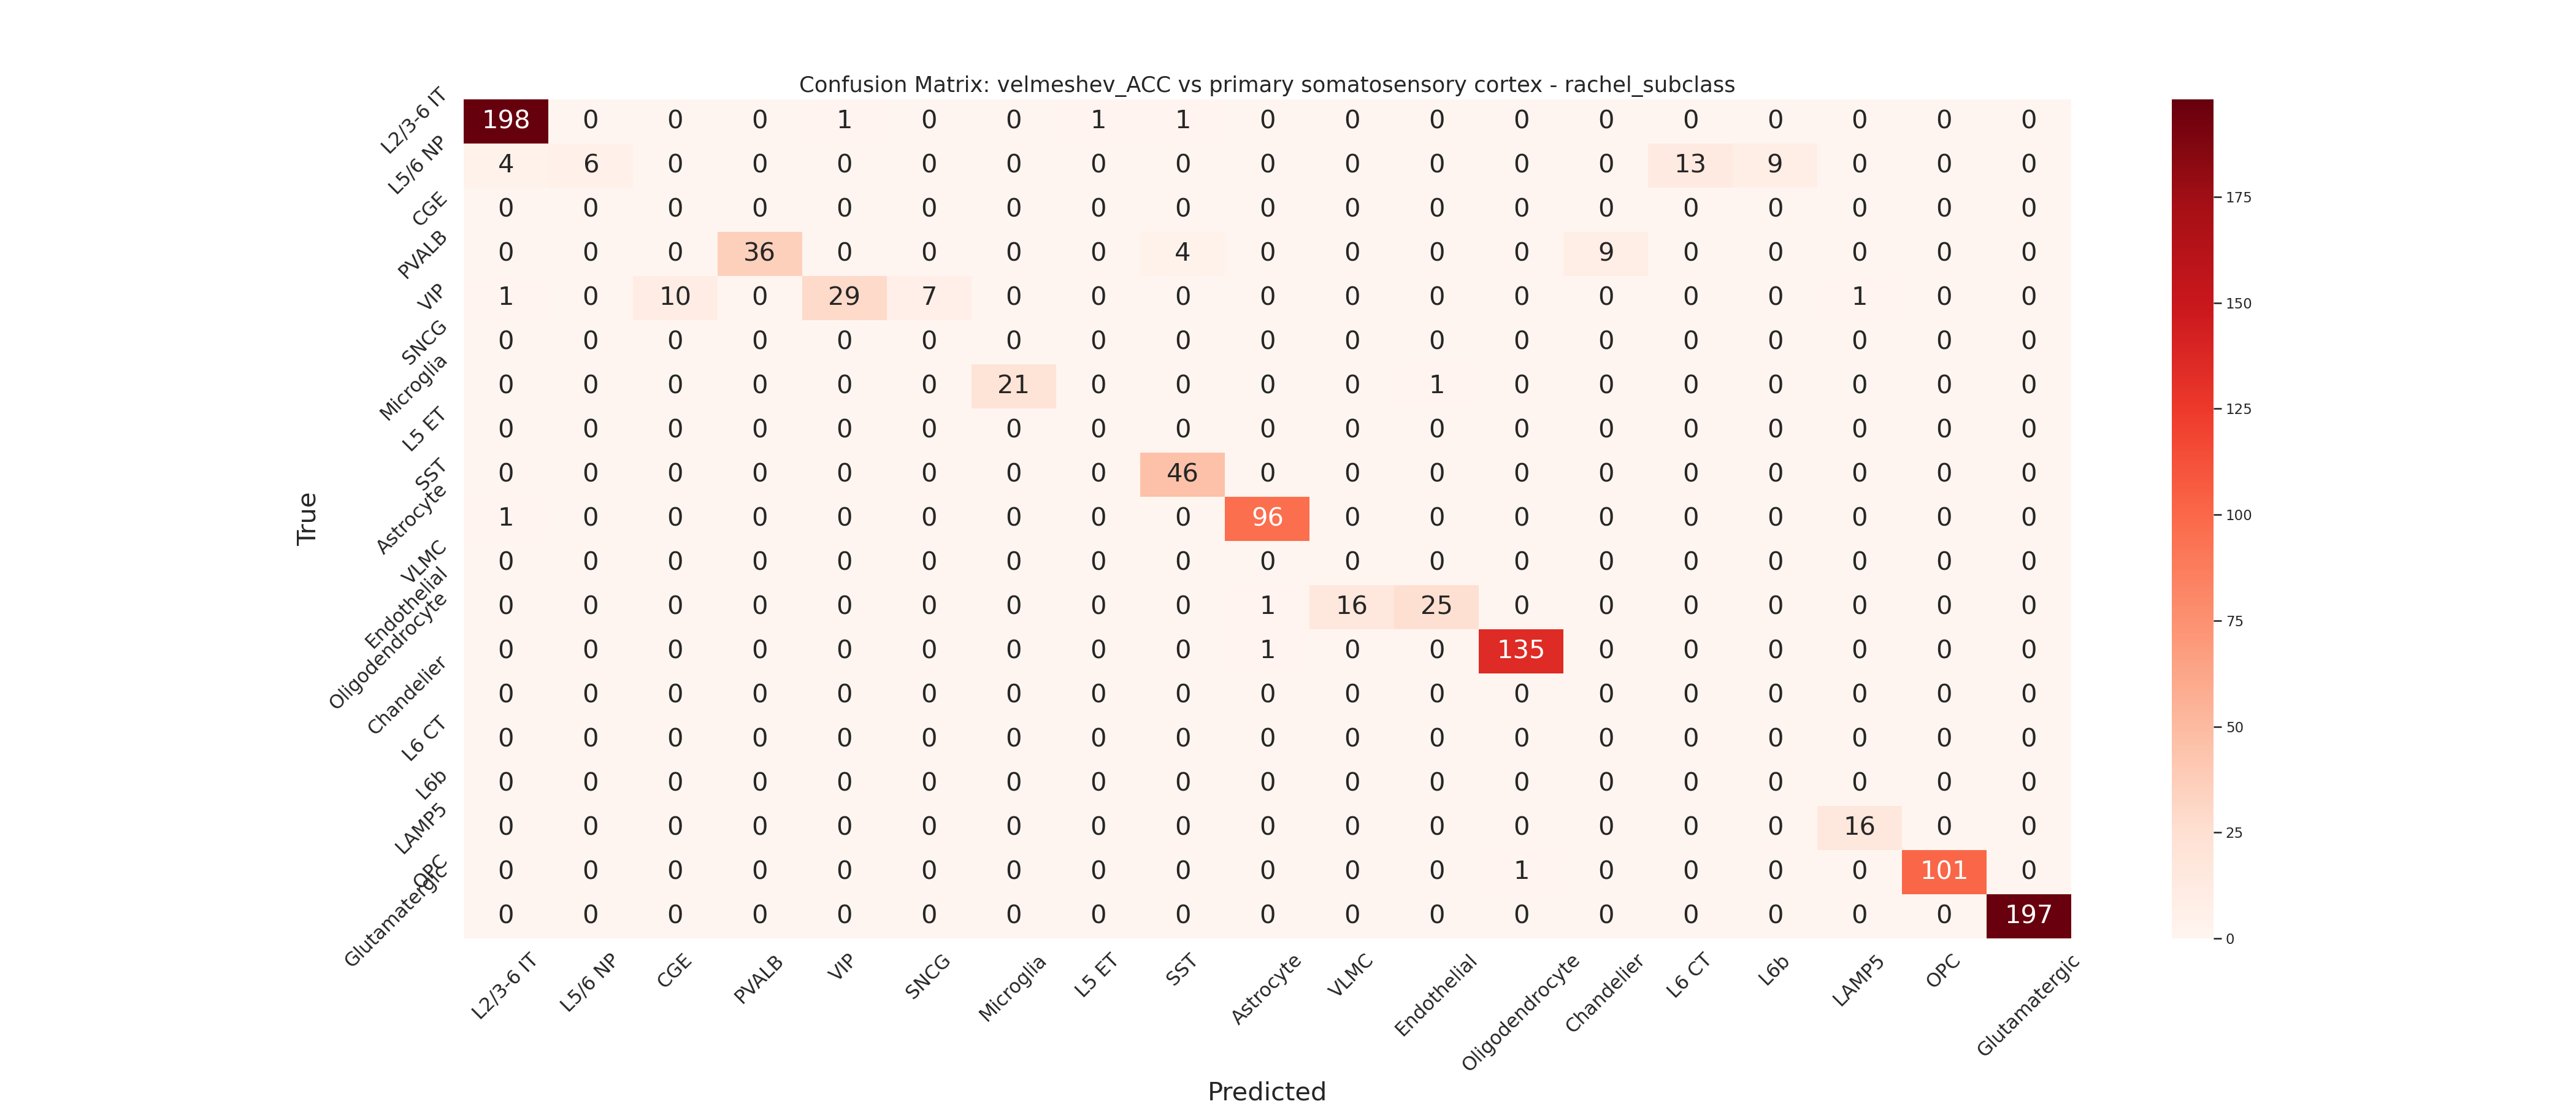 Confusion Matrix: velmeshev_ACC vs primary somatosensory cortex - rachel_subclass
L2/3-6 IT 198 0 0 0 1 0 0 1 1 0 0 0 0 0 0 0 0 0 0
L5/6 NP 4 6 0 0 0 0 0 0 0 0 0 0 0 0 13 9 0 0 0
CGE 0 0 0 0 0 0 0 0 0 0 0 0 0 0 0 0 0 0 0
PVALB 0 0 0 36 0 0 0 0 4 0 0 0 0 9 0 0 0 0 0
VIP 1 0 10 0 29 7 0 0 0 0 0 0 0 0 0 0 1 0 0
SNCG 0 0 0 0 0 0 0 0 0 0 0 0 0 0 0 0 0 0 0
Microglia 0 0 0 0 0 0 21 0 0 0 0 1 0 0 0 0 0 0 0
L5 ET 0 0 0 0 0 0 0 0 0 0 0 0 0 0 0 0 0 0 0
SST 0 0 0 0 0 0 0 0 46 0 0 0 0 0 0 0 0 0 0
Astrocyte 1 0 0 0 0 0 0 0 0 96 0 0 0 0 0 0 0 0 0
VLMC 0 0 0 0 0 0 0 0 0 0 0 0 0 0 0 0 0 0 0
Endothelial 0 0 0 0 0 0 0 0 0 1 16 25 0 0 0 0 0 0 0
Oligodendrocyte 0 0 0 0 0 0 0 0 0 1 0 0 135 0 0 0 0 0 0
Chandelier 0 0 0 0 0 0 0 0 0 0 0 0 0 0 0 0 0 0 0
L6 CT 0 0 0 0 0 0 0 0 0 0 0 0 0 0 0 0 0 0 0
L6b 0 0 0 0 0 0 0 0 0 0 0 0 0 0 0 0 0 0 0
LAMP5 0 0 0 0 0 0 0 0 0 0 0 0 0 0 0 0 16 0 0
OPC 0 0 0 0 0 0 0 0 0 0 0 0 1 0 0 0 0 101 0
Glutamatergic 0 0 0 0 0 0 0 0 0 0 0 0 0 0 0 0 0 0 197
True
L2/3-6 IT L5/6 NP CGE PVALB VIP SNCG Microglia L5 ET SST Astrocyte VLMC Endothelial Oligodendrocyte Chandelier L6 CT L6b LAMP5 OPC Glutamatergic
Predicted
175
150
125
100
75
50
25
0